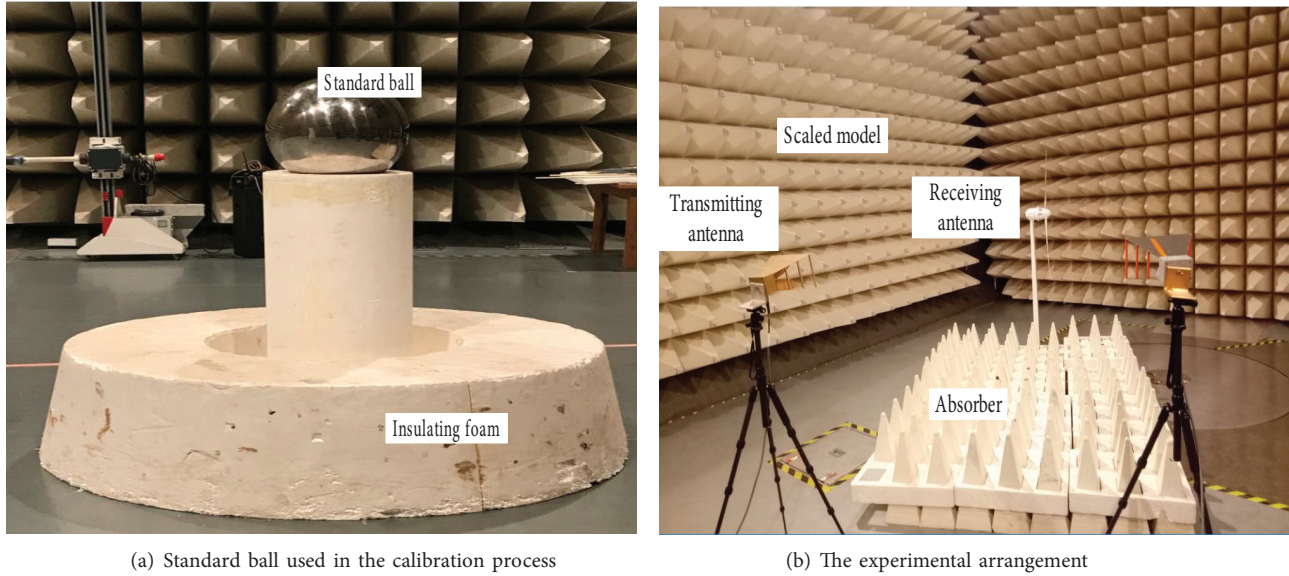 Standard ball
Insulating foam
(a) Standard ball used in the calibration process
Scaled model
Transmitting
antenna
Receiving
antenna
Absorber
(b) The experimental arrangement